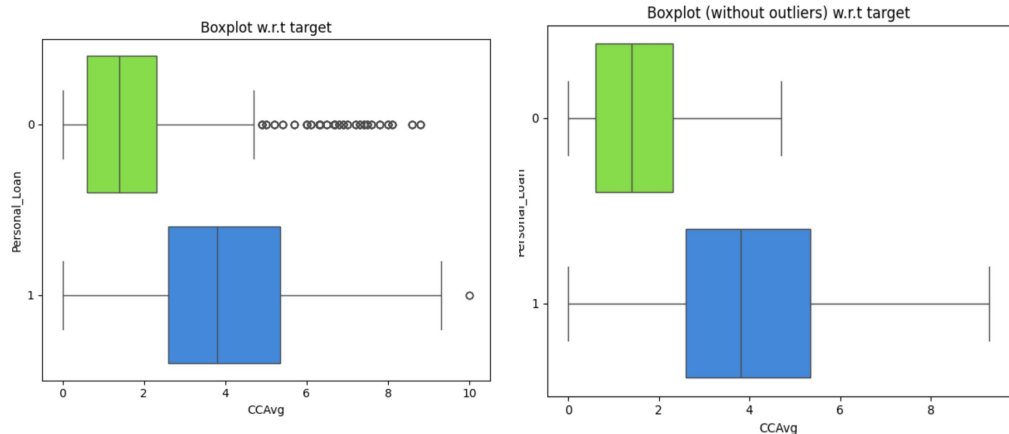 Boxplot w.r.t target
Personal_Loan
0
1
0 2 4 6 8 10
CCAvg
Boxplot (without outliers) w.r.t target
Personal_Loan
0
1
0 2 4 6 8
CCAvg